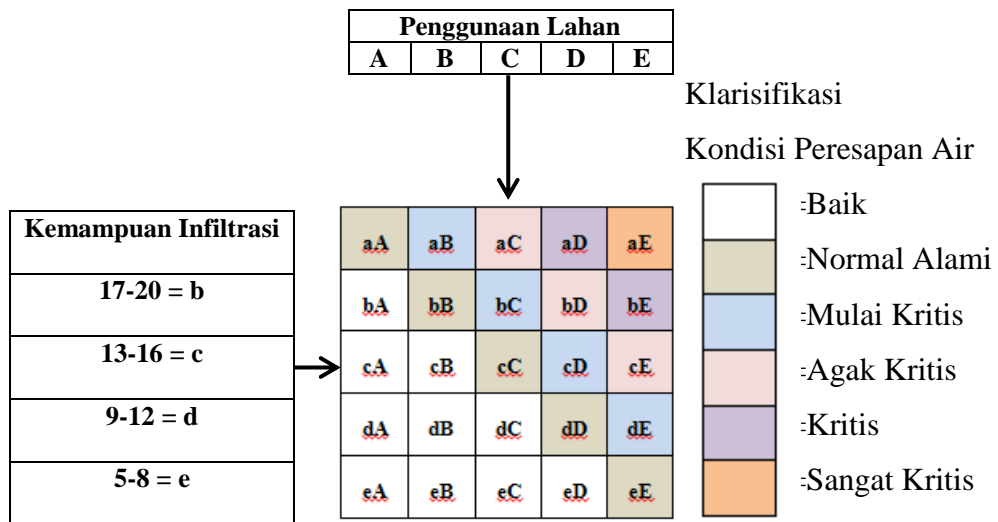 Penggunaan Lahan
A B C D E
Klarisifikasi
Kondisi Peresapan Air
Kemampuan Infiltrasi
17-20 = b
13-16 = c
9-12 = d
5-8 = e
aA aB aC aD aE
bA bB bC bD bE
cA cB cC cD cE
dA dB dC dD dE
eA eB eC eD eE
=Baik
=Normal Alami
=Mulai Kritis
=Agak Kritis
=Kritis
=Sangat Kritis